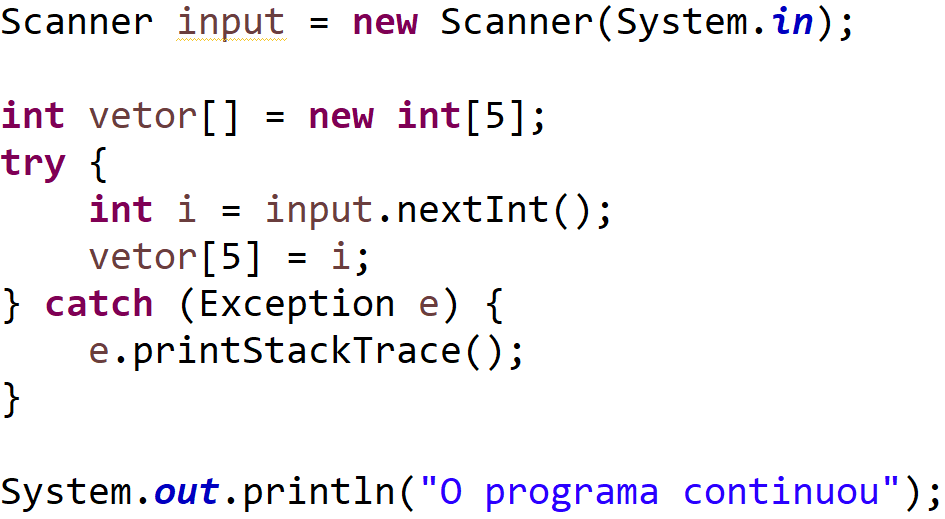 Scanner input = new Scanner(System.in);
int vetor[] = new int[5];
try {
    int i = input.nextInt();
    vetor[5] = i;
} catch (Exception e) {
    e.printStackTrace();
}
System.out.println("O programa continuou");